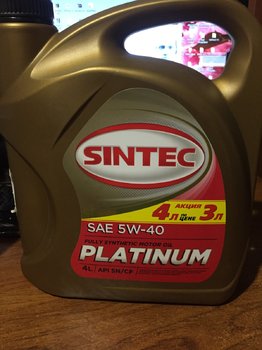 SINTEC
АКЦИЯ
4л по цене 3л
SAE 5W-40
FULLY SYNTHETIC MOTOR OIL
PLATINUM
4L API SN/CF